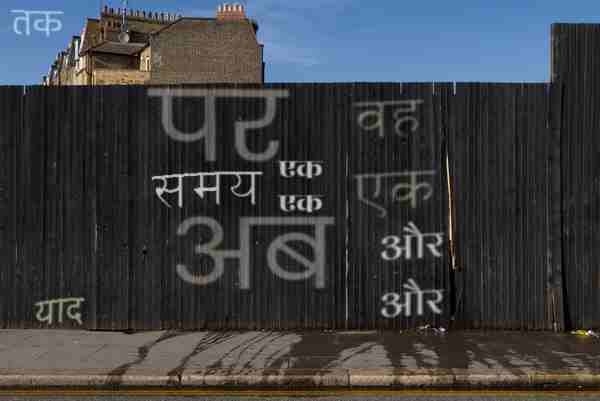 तक
पर वह
समय एक एक
एक
अब और
और
याद